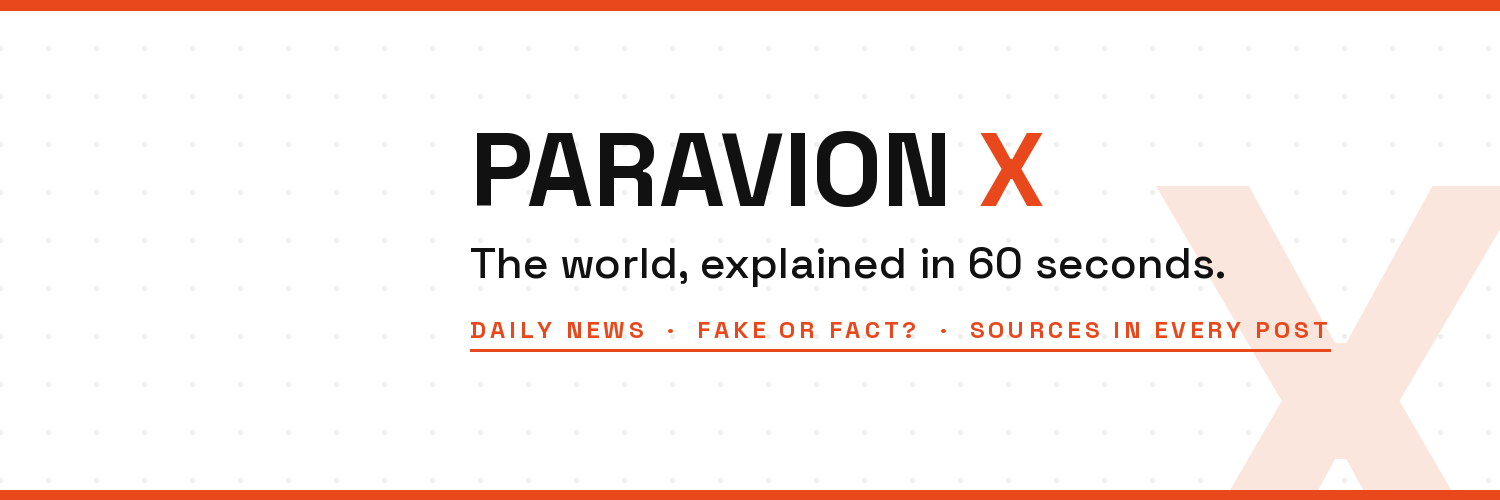 PARAVION X
The world, explained in 60 seconds.
DAILY NEWS · FAKE OR FACT? · SOURCES IN EVERY POST
X